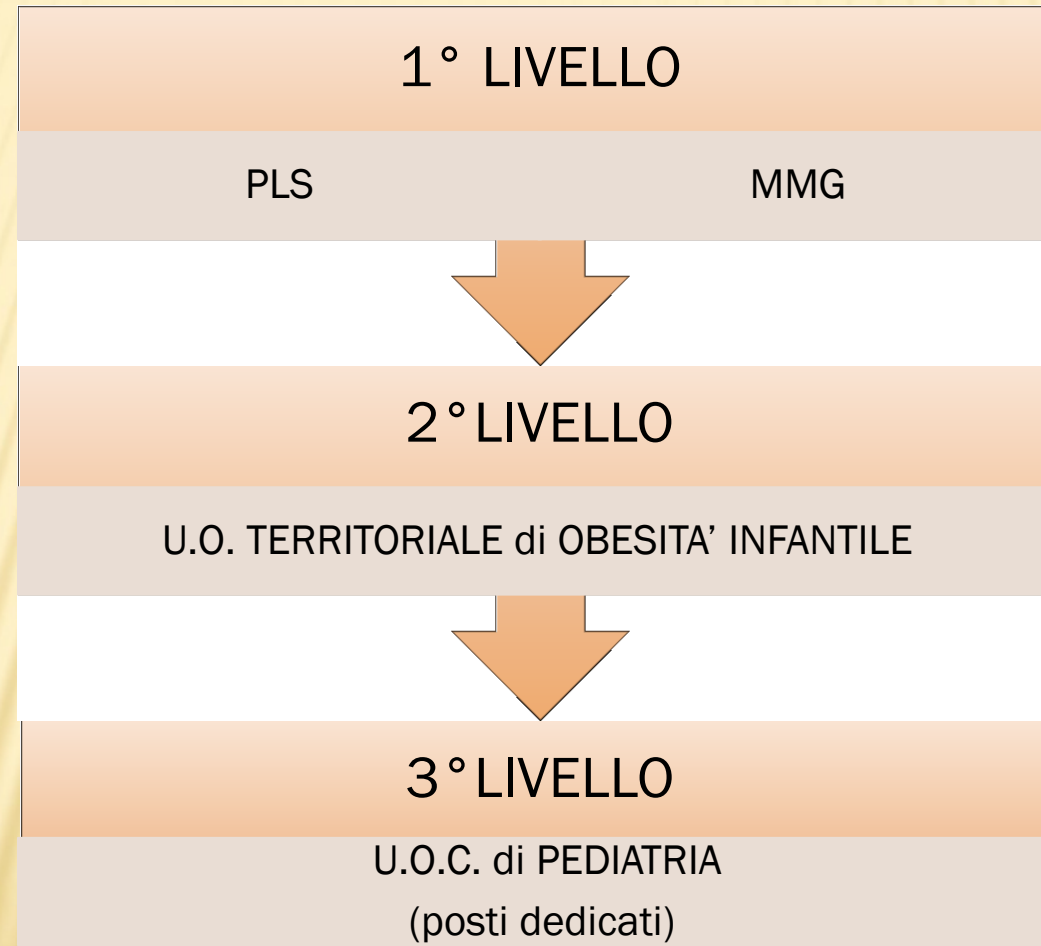 1° LIVELLO
PLS MMG
2°LIVELLO
U.O. TERRITORIALE di OBESITA’ INFANTILE
3°LIVELLO
U.O.C. di PEDIATRIA
(posti dedicati)